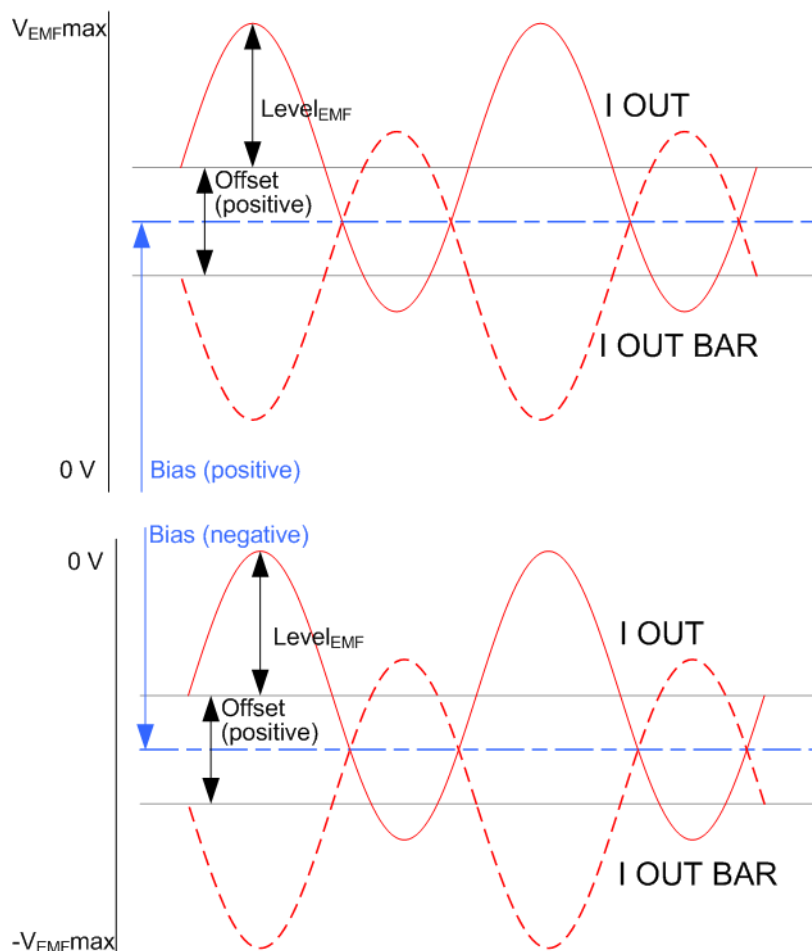 VEMFmax
LevelEMF
I OUT
Offset
(positive)
I OUT BAR
0 V
Bias (positive)
Bias (negative)
0 V
LevelEMF
I OUT
Offset
(positive)
I OUT BAR
-VEMFmax